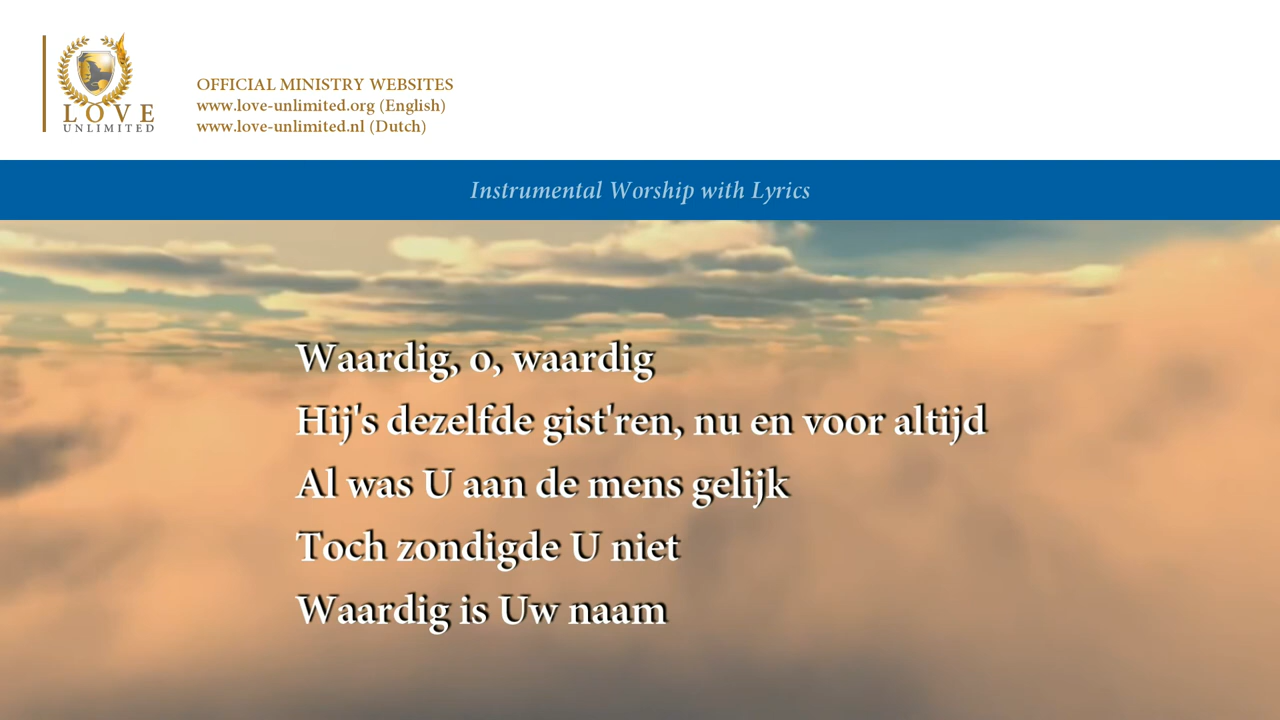 LOVE
UNLIMITED
OFFICIAL MINISTRY WEBSITES
www.love-unlimited.org (English)
www.love-unlimited.nl (Dutch)
Instrumental Worship with Lyrics
Waardig, o, waardig
Hij's dezelfde gist'ren, nu en voor altijd
Al was U aan de mens gelijk
Toch zondigde U niet
Waardig is Uw naam